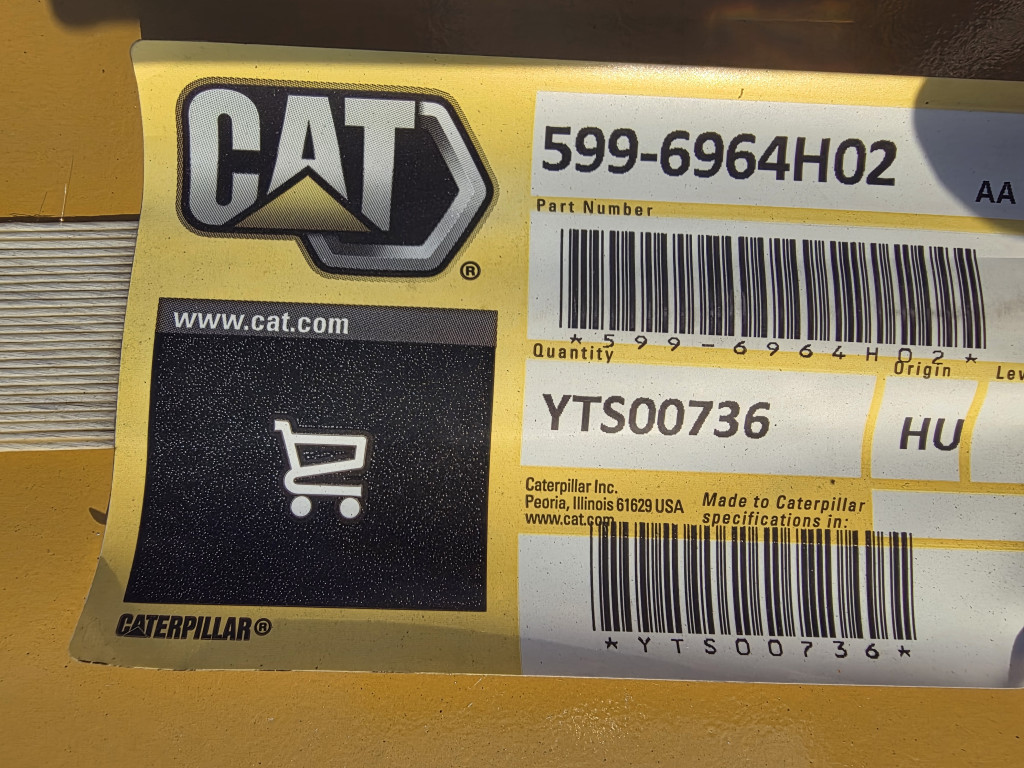 CAT
®
www.cat.com
CATERPILLAR®
599-6964H02
AA
Part Number
*599-6964H02*
Quantity
Origin
YTS00736
HU
Caterpillar Inc.
Peoria, Illinois 61629 USA
www.cat.com
Made to Caterpillar
specifications in:
*YTS00736*